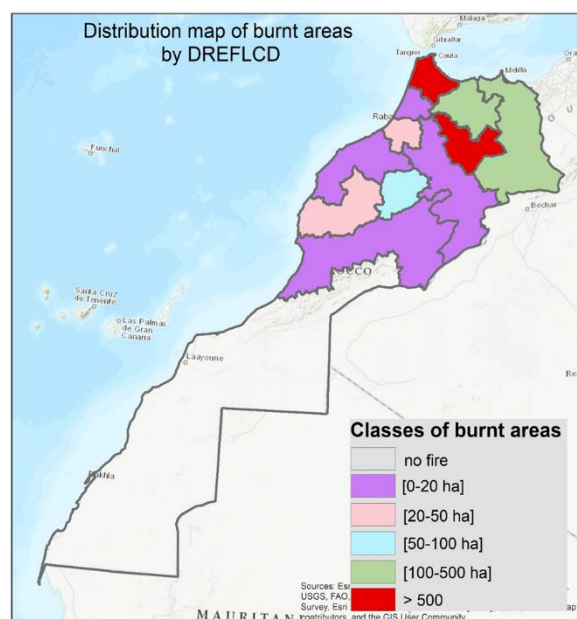 Distribution map of burnt areas
by DREFLCD
Malaga
Gibraltar
Tangier
Ceuta
Melilla
Funchal
Bechar
Santa Cruz
de Tenerife
Las Palmas
de Gran
Canaria
Laayoune
Classes of burnt areas
no fire
[0-20 ha]
[20-50 ha]
[50-100 ha]
[100-500 ha]
> 500
Sources:
USGS, FAO,
Survey, Esri
contributors, and the GIS User Community